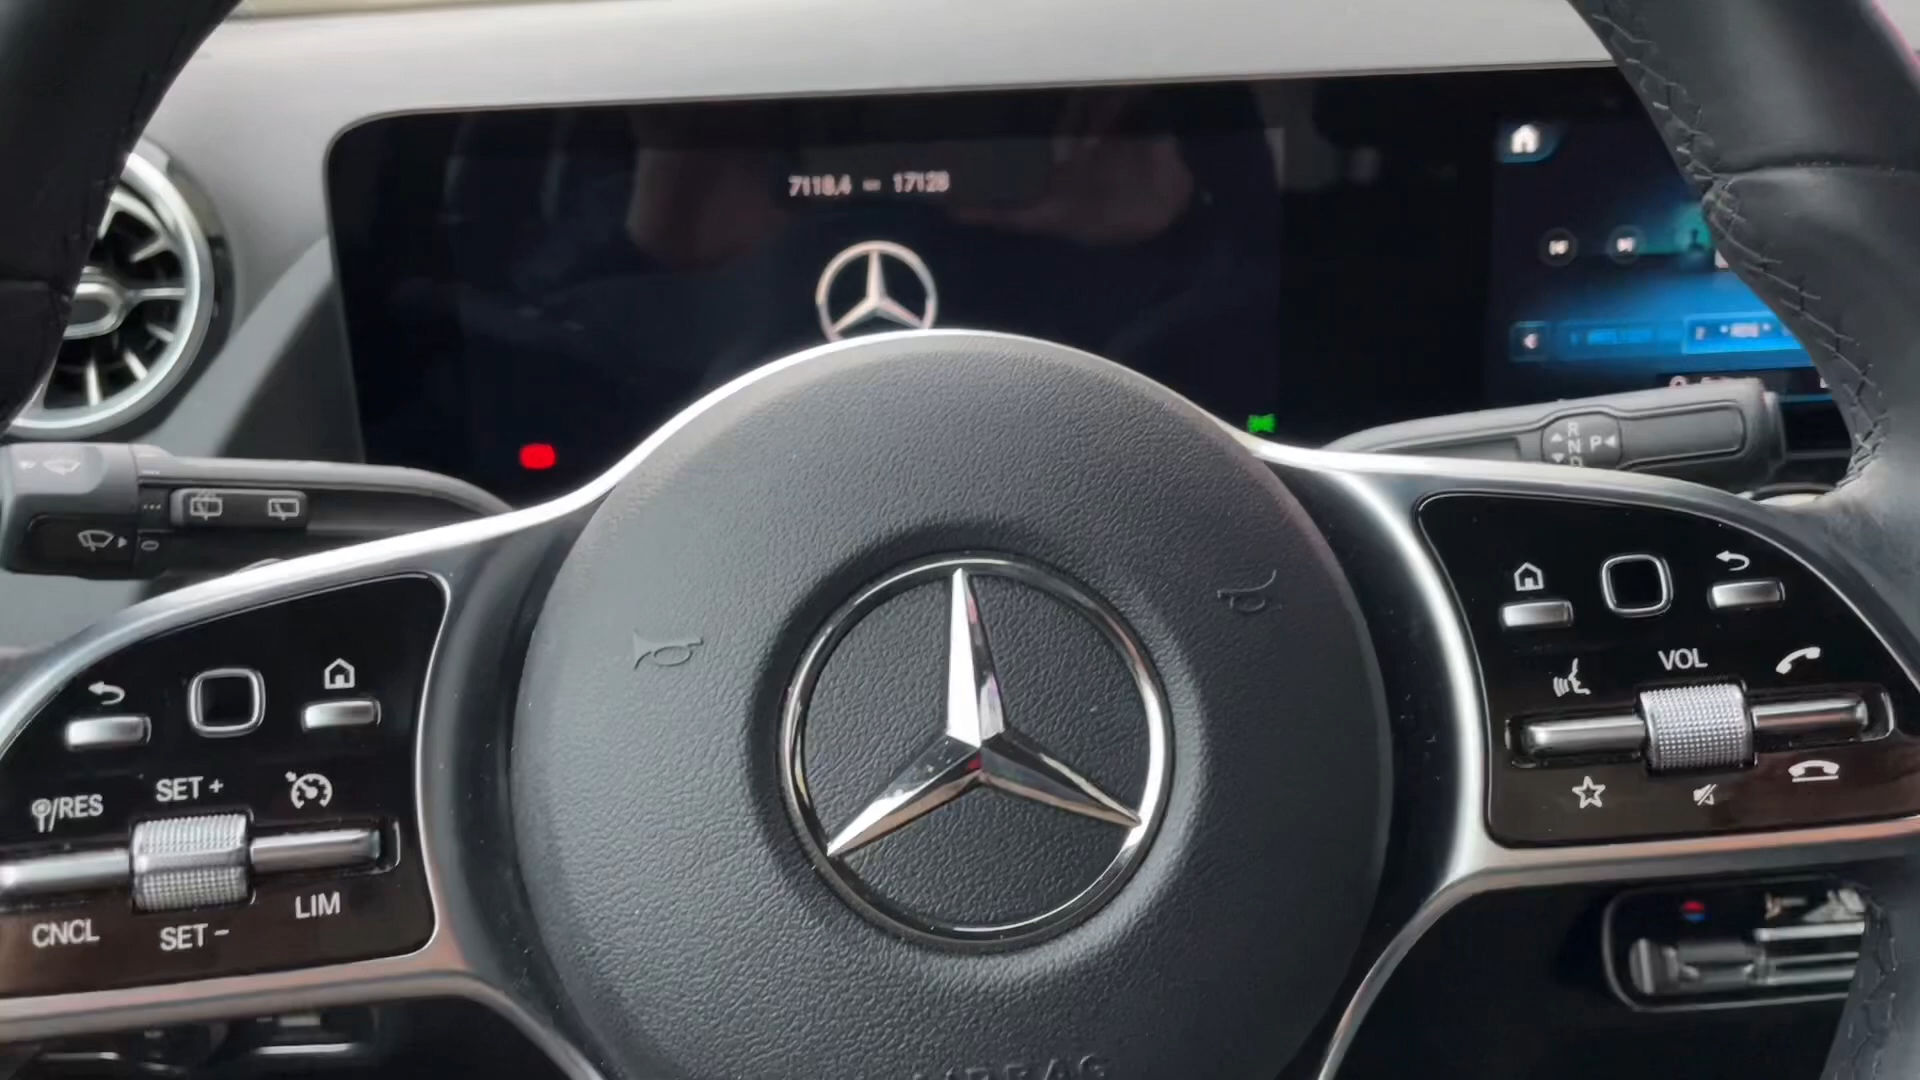 7118.4 — 17128
R
N
D
P
VOL
SET +
/RES
LIM
CNCL
SET -